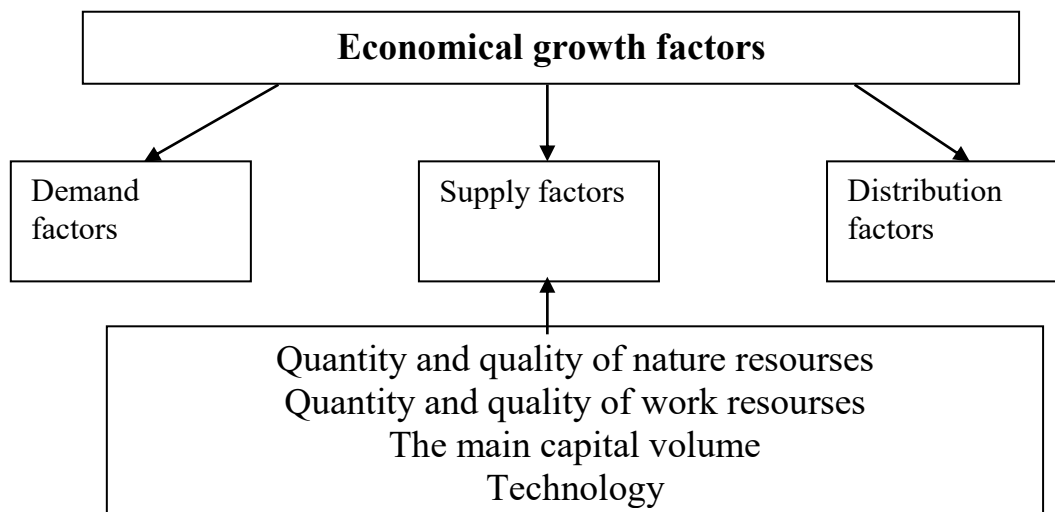 Economical growth factors
Demand
factors
Supply factors
Distribution
factors
Quantity and quality of nature resourses
Quantity and quality of work resourses
The main capital volume
Technology